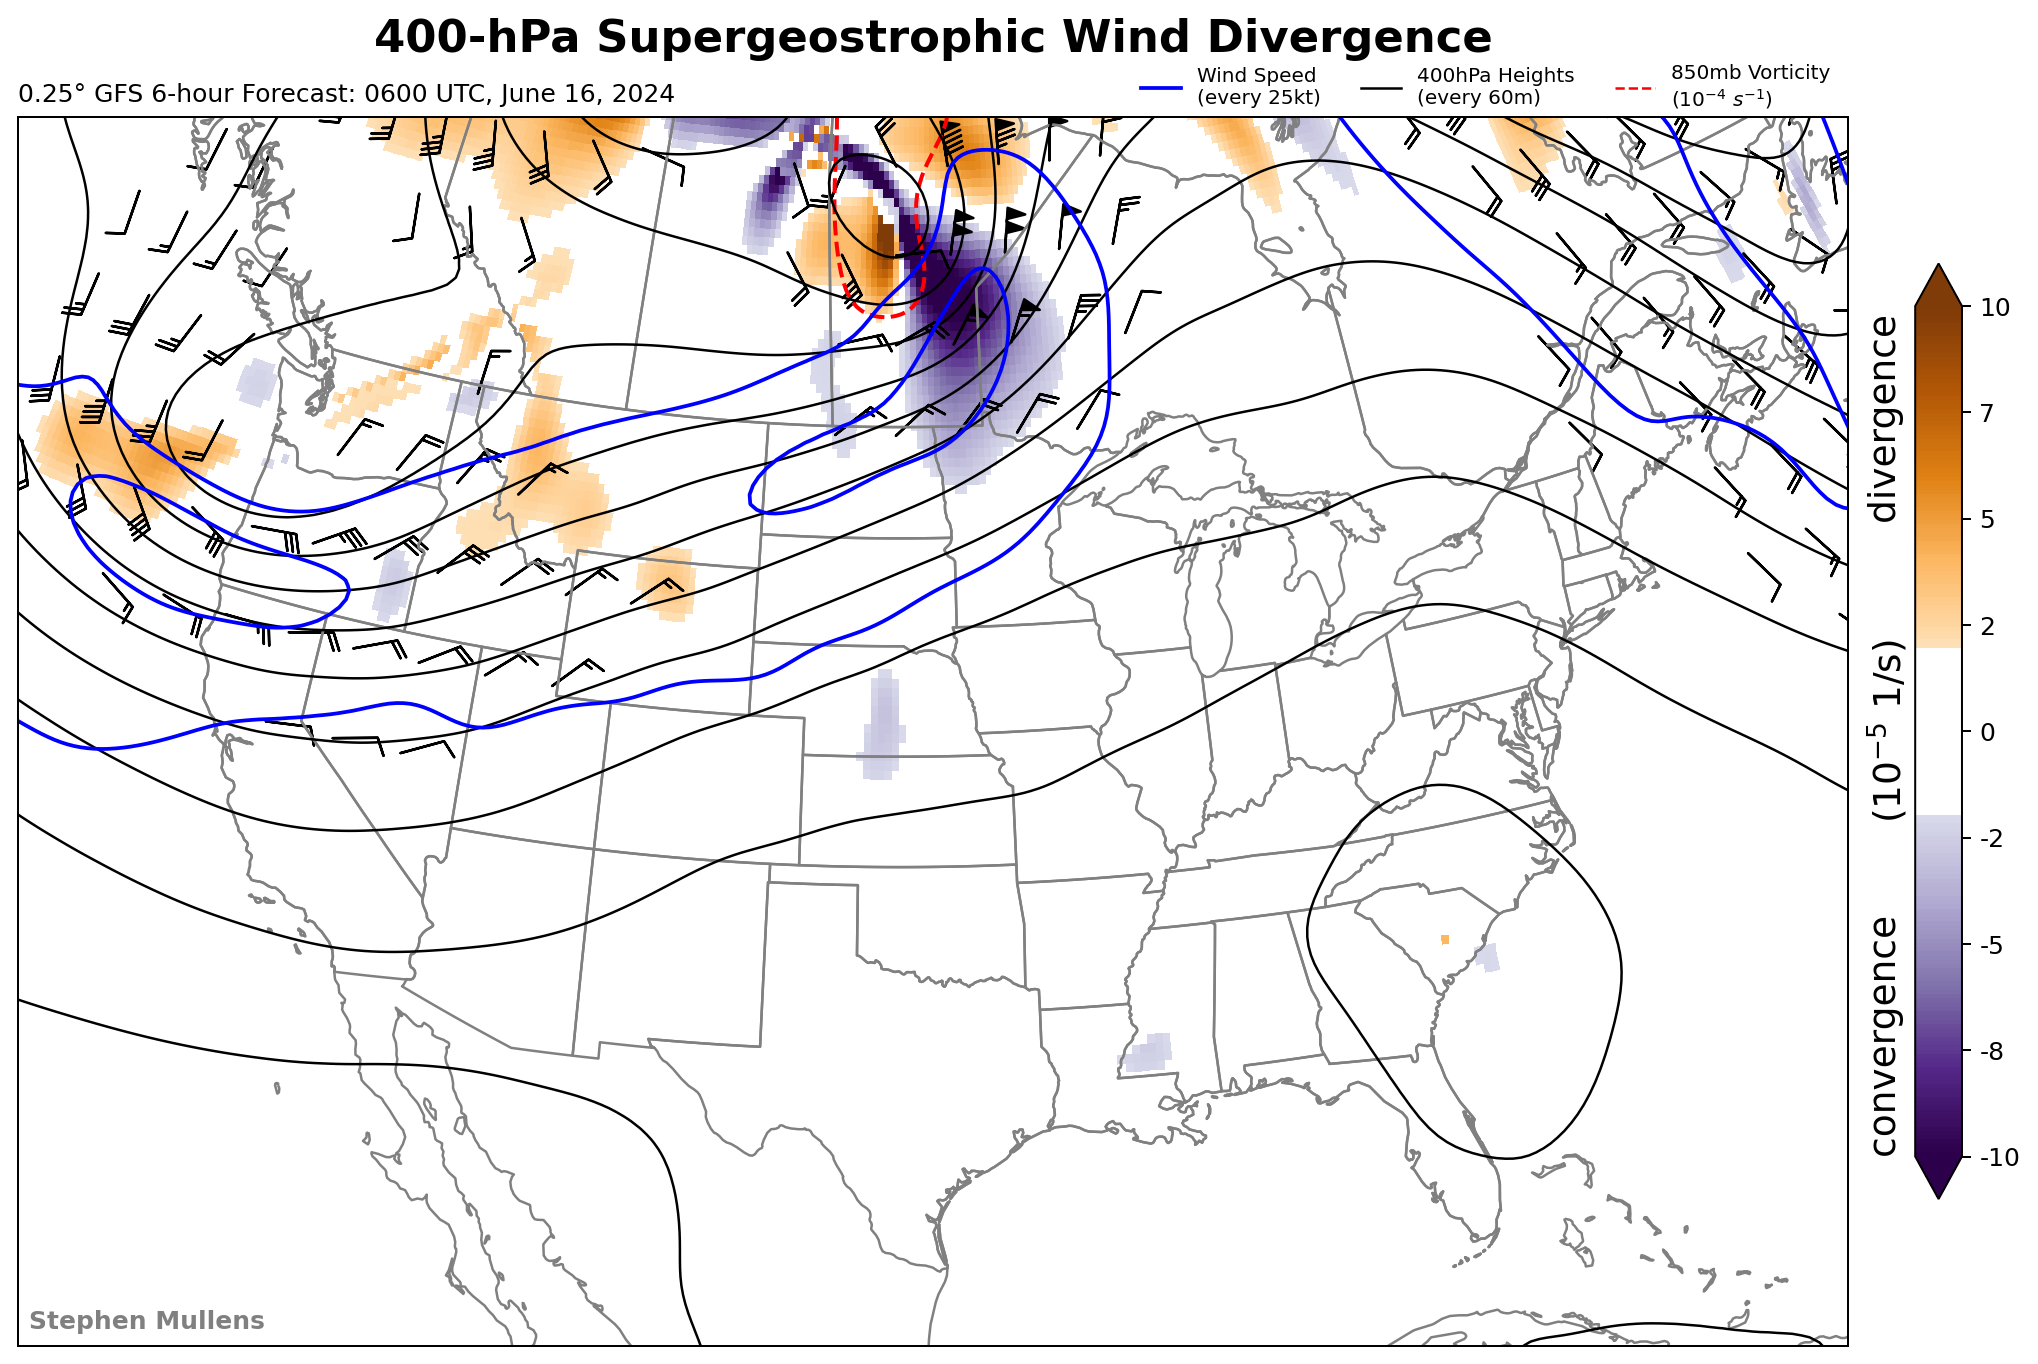 400-hPa Supergeostrophic Wind Divergence
0.25° GFS 6-hour Forecast: 0600 UTC, June 16, 2024
Wind Speed
(every 25kt)
400hPa Heights
(every 60m)
850mb Vorticity
(10⁻⁴ s⁻¹)
10
7
5
2
0
-2
-5
-8
-10
convergence (10⁻⁵ 1/s) divergence
Stephen Mullens